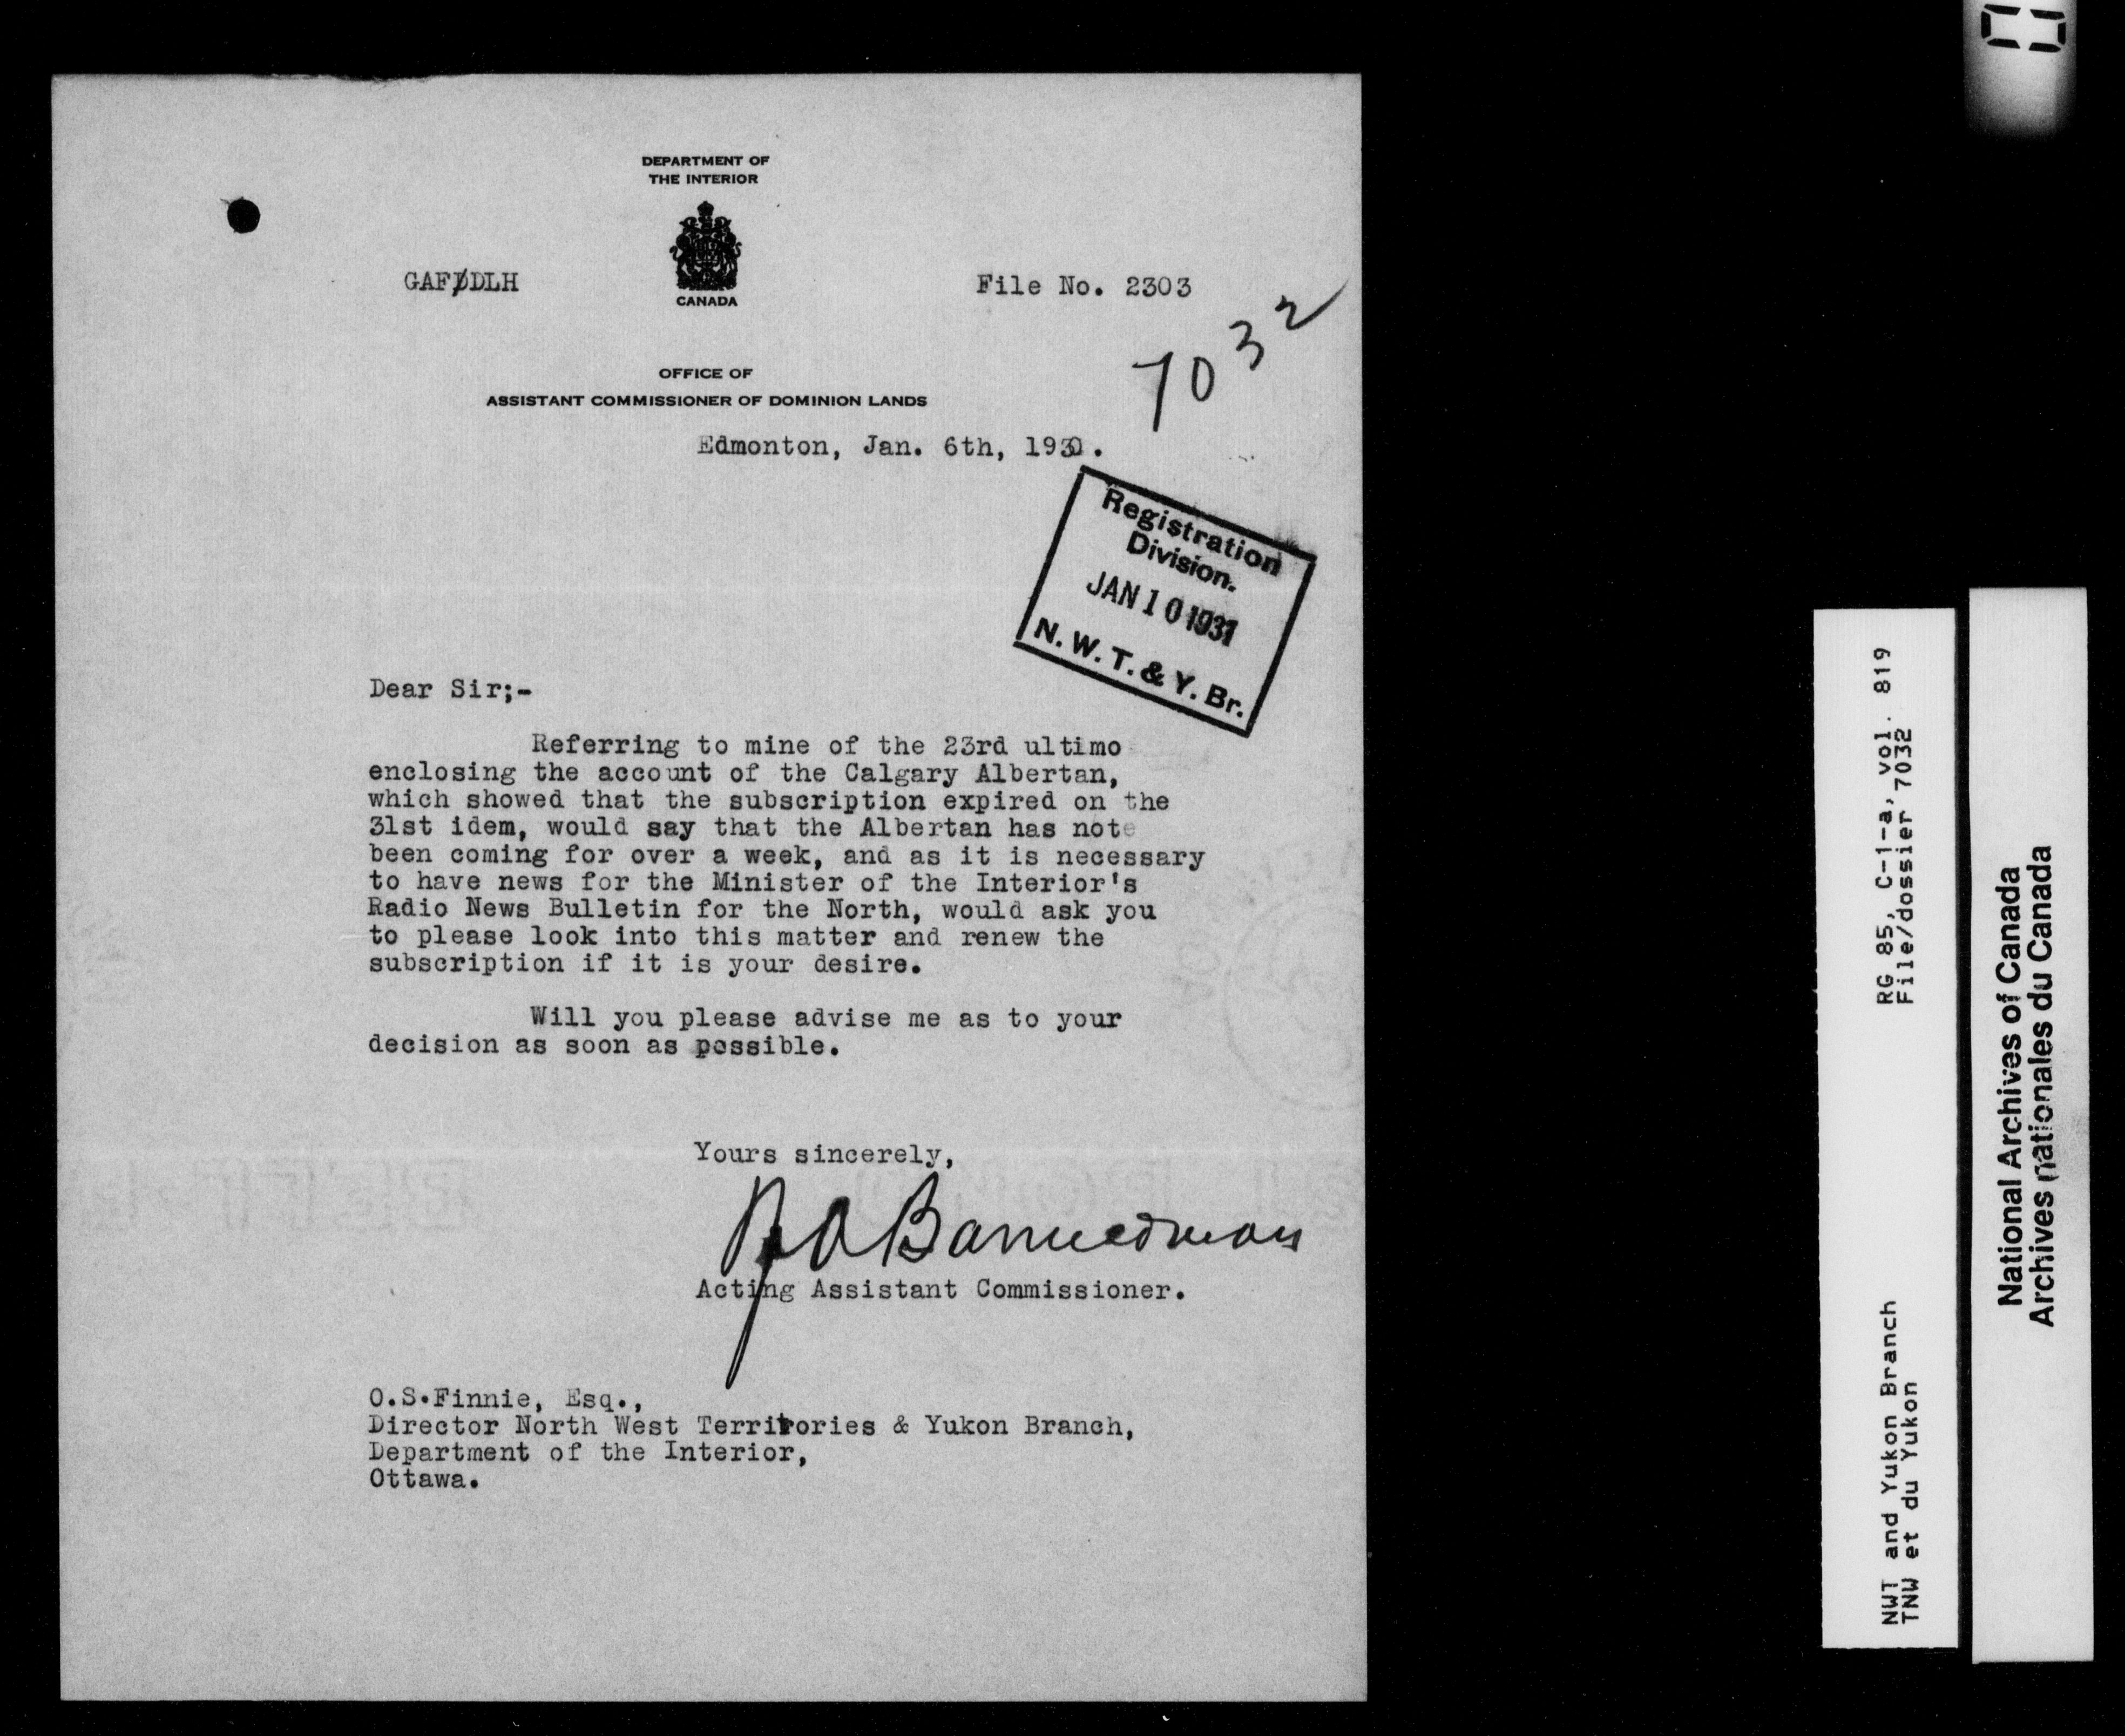 DEPARTMENT OF
THE INTERIOR
CANADA
GAF/DLH
File No. 2303
7032
OFFICE OF
ASSISTANT COMMISSIONER OF DOMINION LANDS
Edmonton, Jan. 6th, 1930.
Registration
Division.
JAN 10 1931
N. W. T. & Y. Br.
Dear Sir;-
Referring to mine of the 23rd ultimo
enclosing the account of the Calgary Albertan,
which showed that the subscription expired on the
31st idem, would say that the Albertan has note
been coming for over a week, and as it is necessary
to have news for the Minister of the Interior's
Radio News Bulletin for the North, would ask you
to please look into this matter and renew the
subscription if it is your desire.
Will you please advise me as to your
decision as soon as possible.
Yours sincerely,
Acting Assistant Commissioner.
O.S.Finnie, Esq.,
Director North West Territories & Yukon Branch,
Department of the Interior,
Ottawa.
NWT and Yukon Branch RG 85, C-1-a, vol. 819
TNW et du Yukon File/dossier 7032
National Archives of Canada
Archives nationales du Canada